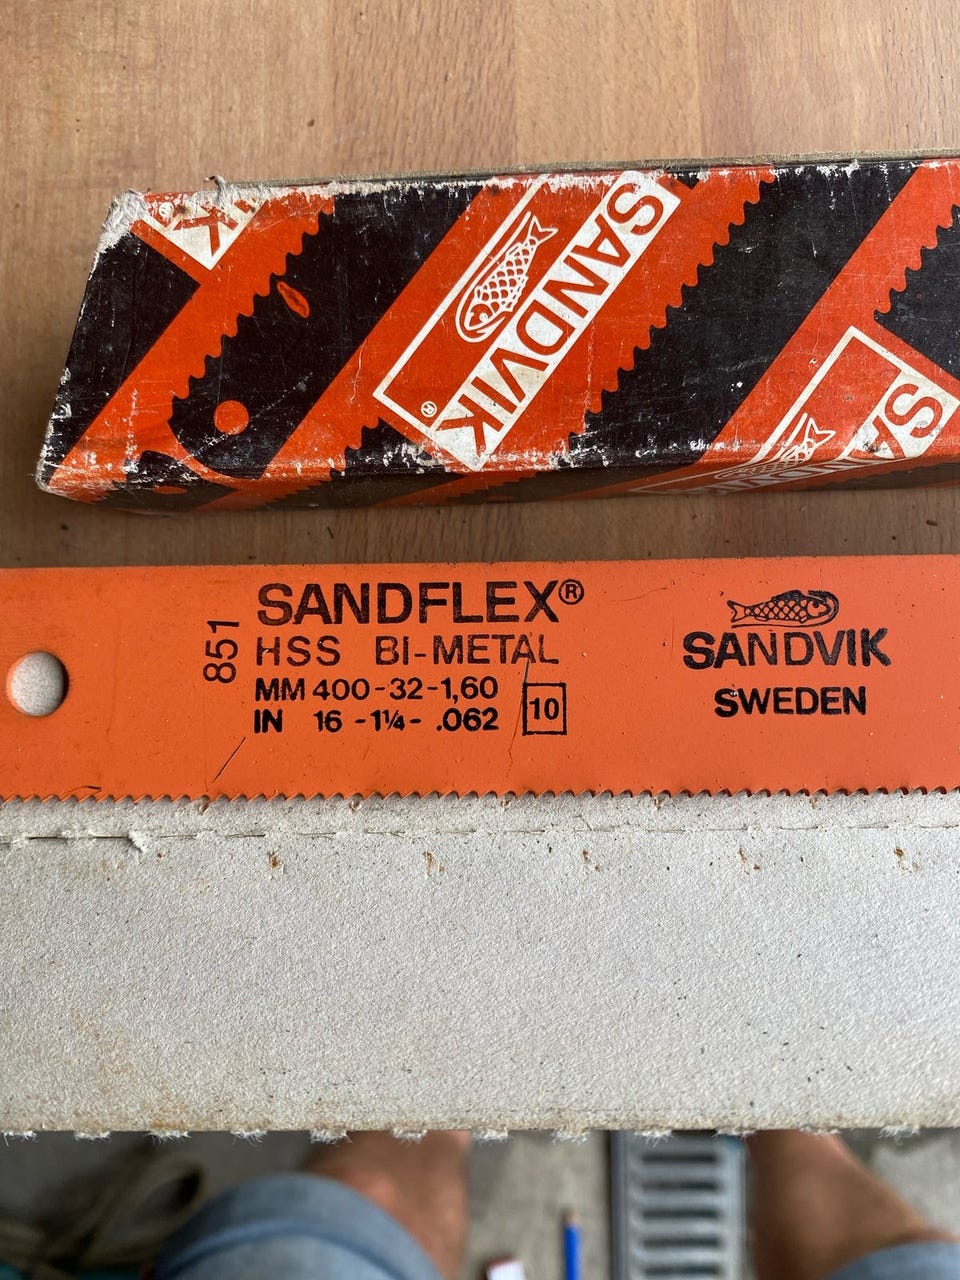 K®
SANDVIK®
SANDVIK
851
SANDFLEX®
HSS BI-METAL
MM 400-32-1,60
IN 16 -1¼- .062 10
SANDVIK
SWEDEN